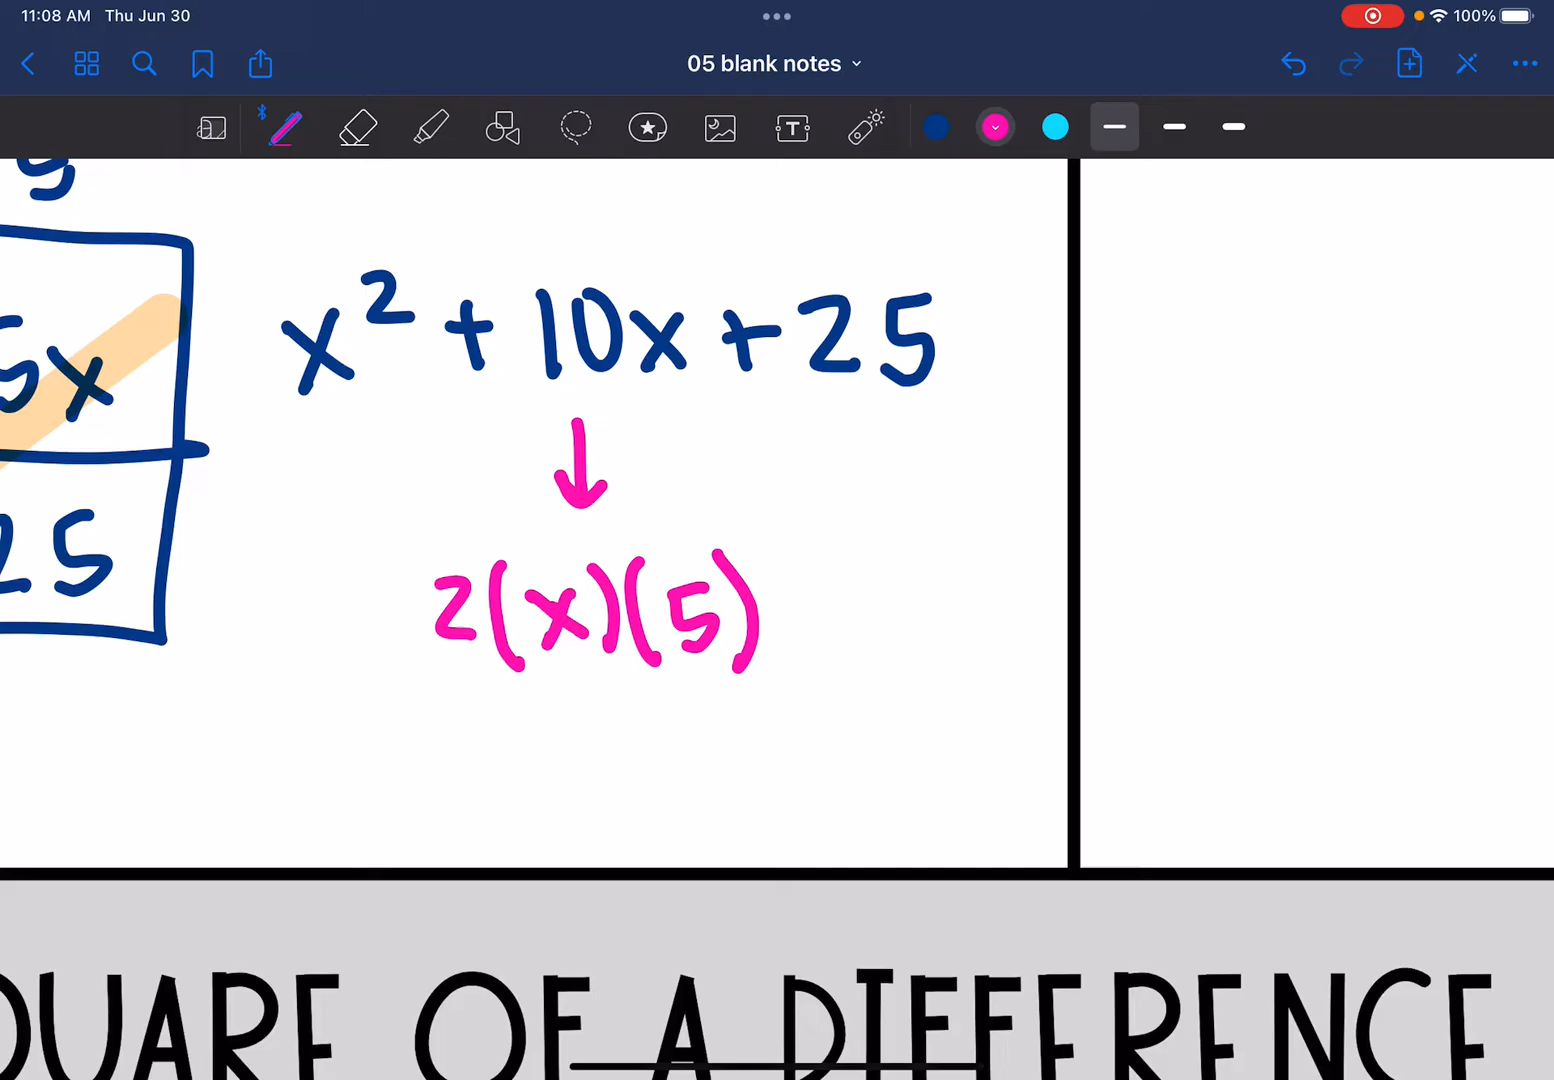 11:08 AM Thu Jun 30
100%
05 blank notes
x² + 10x + 25
5x
2(x)(5)
25
QUARE OF A DIFFERENCE